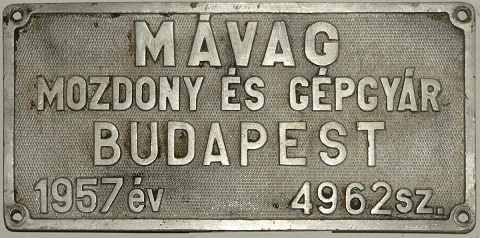 MÁVAG
MOZDONY ÉS GÉPGYÁR
BUDAPEST
1957 év 4962 sz.